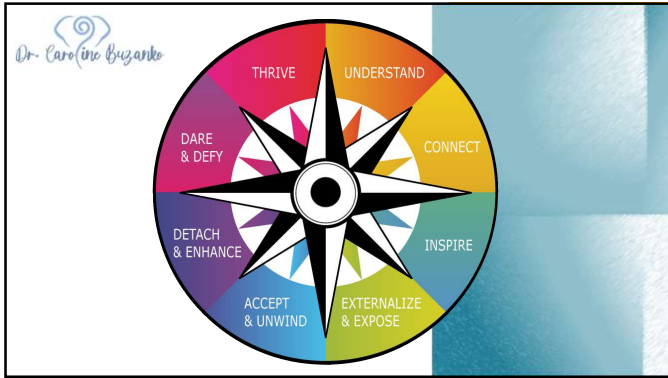 Dr. Caroline Buzanko
THRIVE
UNDERSTAND
CONNECT
INSPIRE
EXTERNALIZE
& EXPOSE
ACCEPT
& UNWIND
DETACH
& ENHANCE
DARE
& DEFY